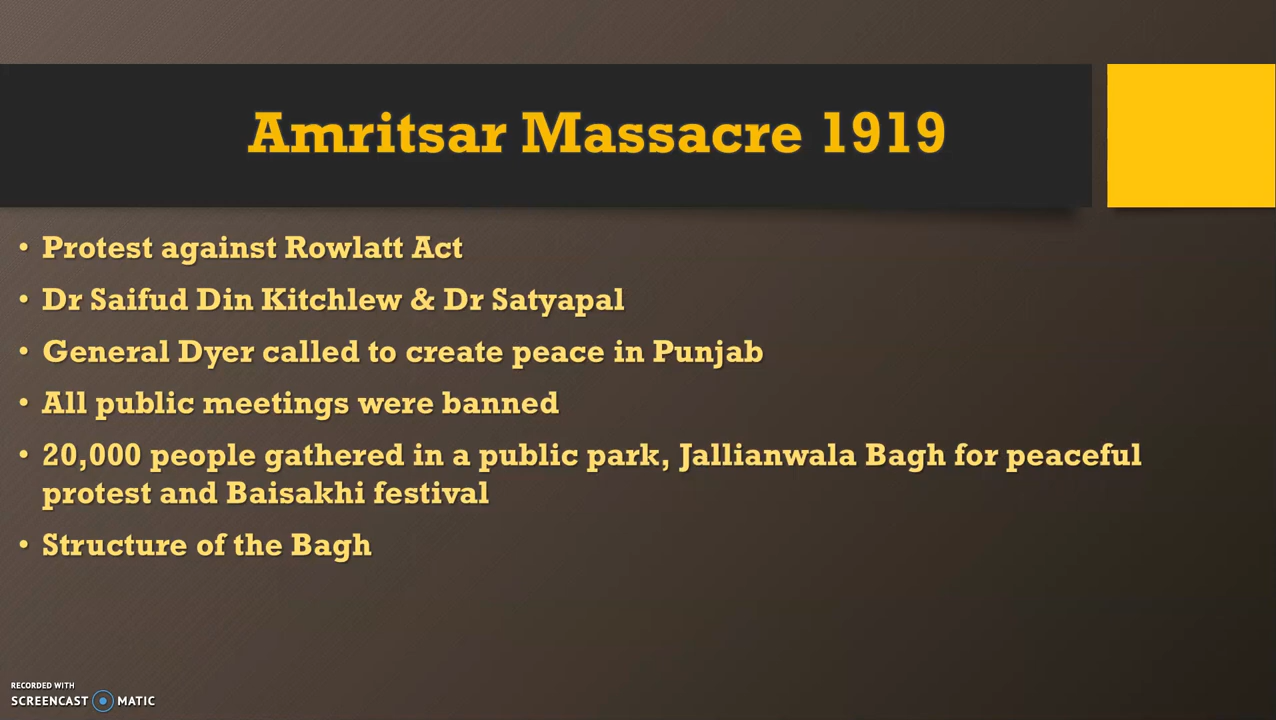 Amritsar Massacre 1919
• Protest against Rowlatt Act
• Dr Saifud Din Kitchlew & Dr Satyapal
• General Dyer called to create peace in Punjab
• All public meetings were banned
• 20,000 people gathered in a public park, Jallianwala Bagh for peaceful
protest and Baisakhi festival
• Structure of the Bagh
RECORDED WITH
SCREENCAST MATIC